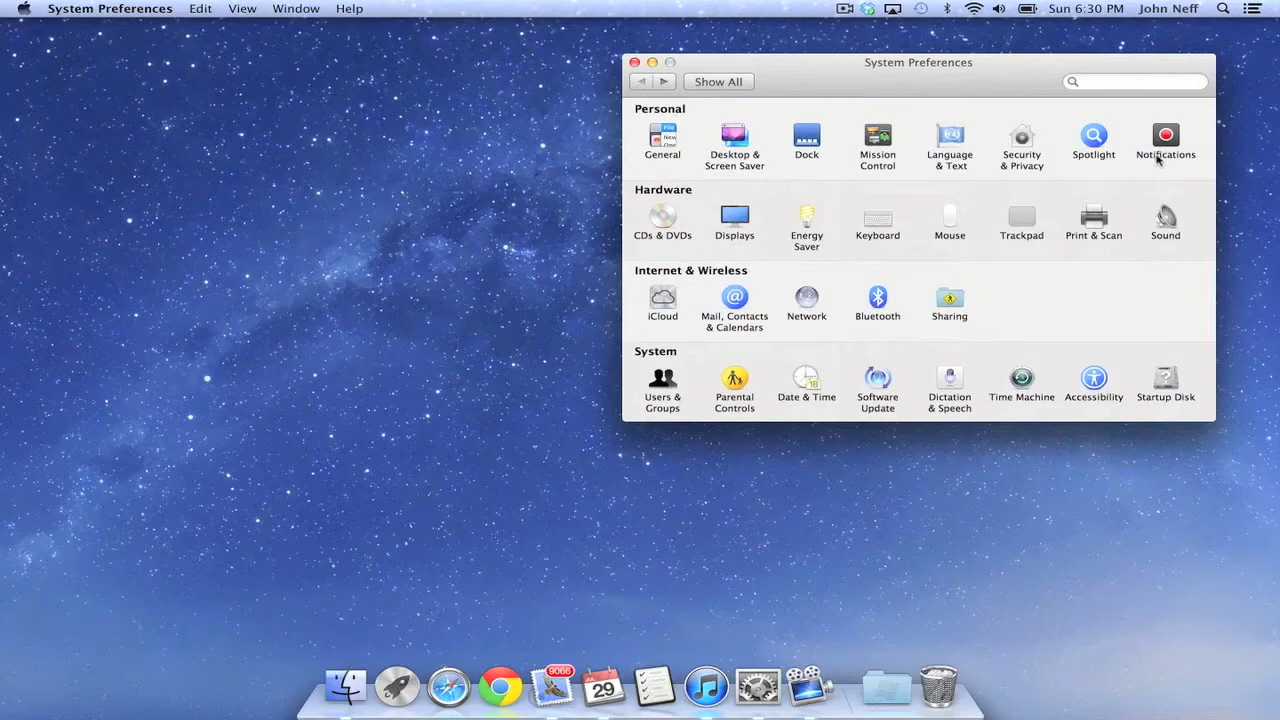 System Preferences Edit View Window Help Sun 6:30 PM John Neff
System Preferences
Show All
Personal
General Desktop & Screen Saver Dock Mission Control Language & Text Security & Privacy Spotlight Notifications
Hardware
CDs & DVDs Displays Energy Saver Keyboard Mouse Trackpad Print & Scan Sound
Internet & Wireless
iCloud Mail, Contacts & Calendars Network Bluetooth Sharing
System
Users & Groups Parental Controls Date & Time Software Update Dictation & Speech Time Machine Accessibility Startup Disk
9066
29